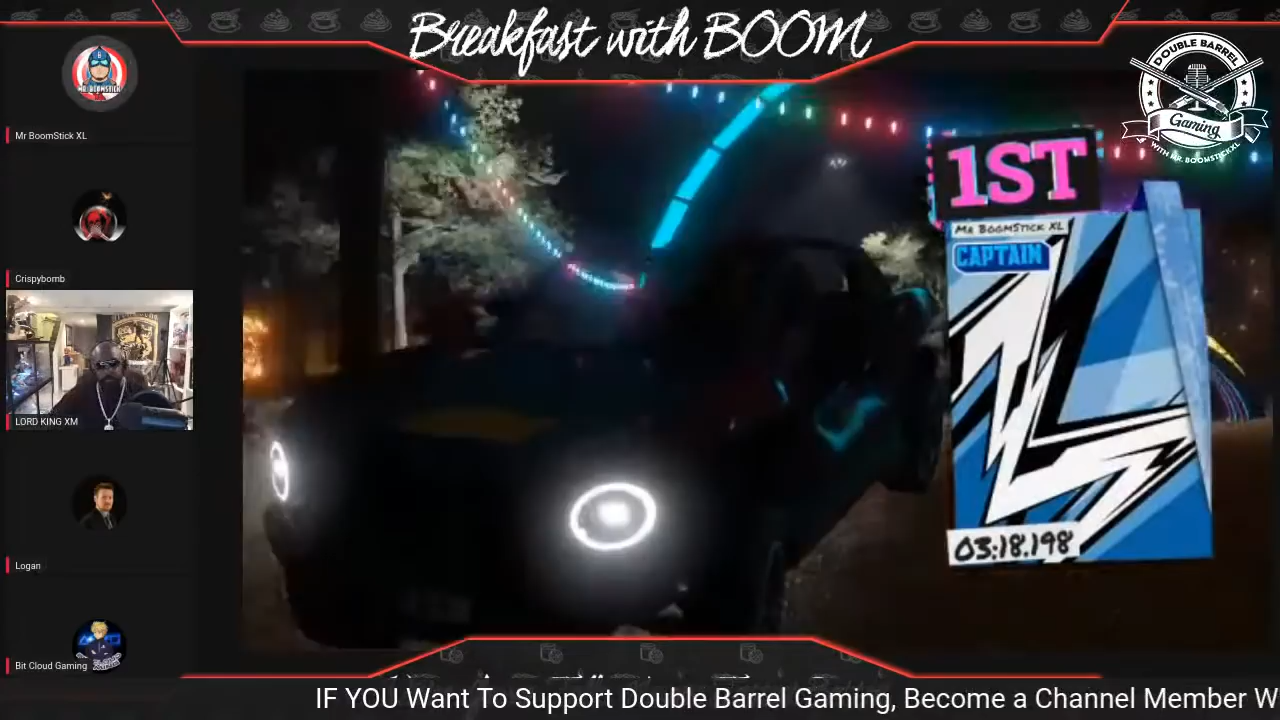 Breakfast with BOOM
DOUBLE BARREL
Gaming
WITH MR. BOOMSTICKXL
MR. BOOMSTICK
Mr BoomStick XL
Crispybomb
LORD KING XM
Logan
Bit Cloud Gaming
1ST
MR BOOMSTICK XL
CAPTAIN
03:18.198
IF YOU Want To Support Double Barrel Gaming, Become a Channel Member W